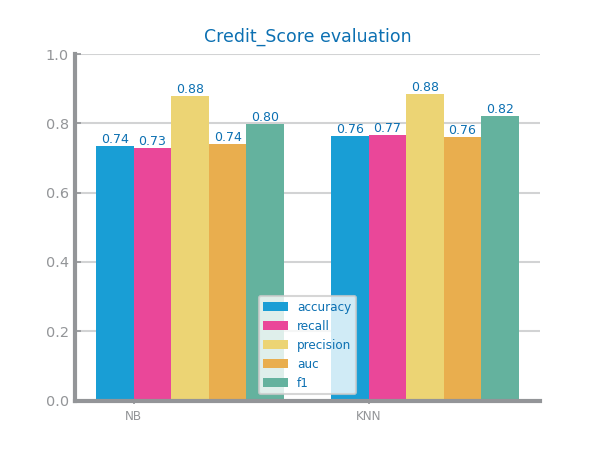 Credit_Score evaluation
1.0
0.8
0.6
0.4
0.2
0.0
0.74
0.73
0.88
0.74
0.80
0.76
0.77
0.88
0.76
0.82
accuracy
recall
precision
auc
f1
NB
KNN